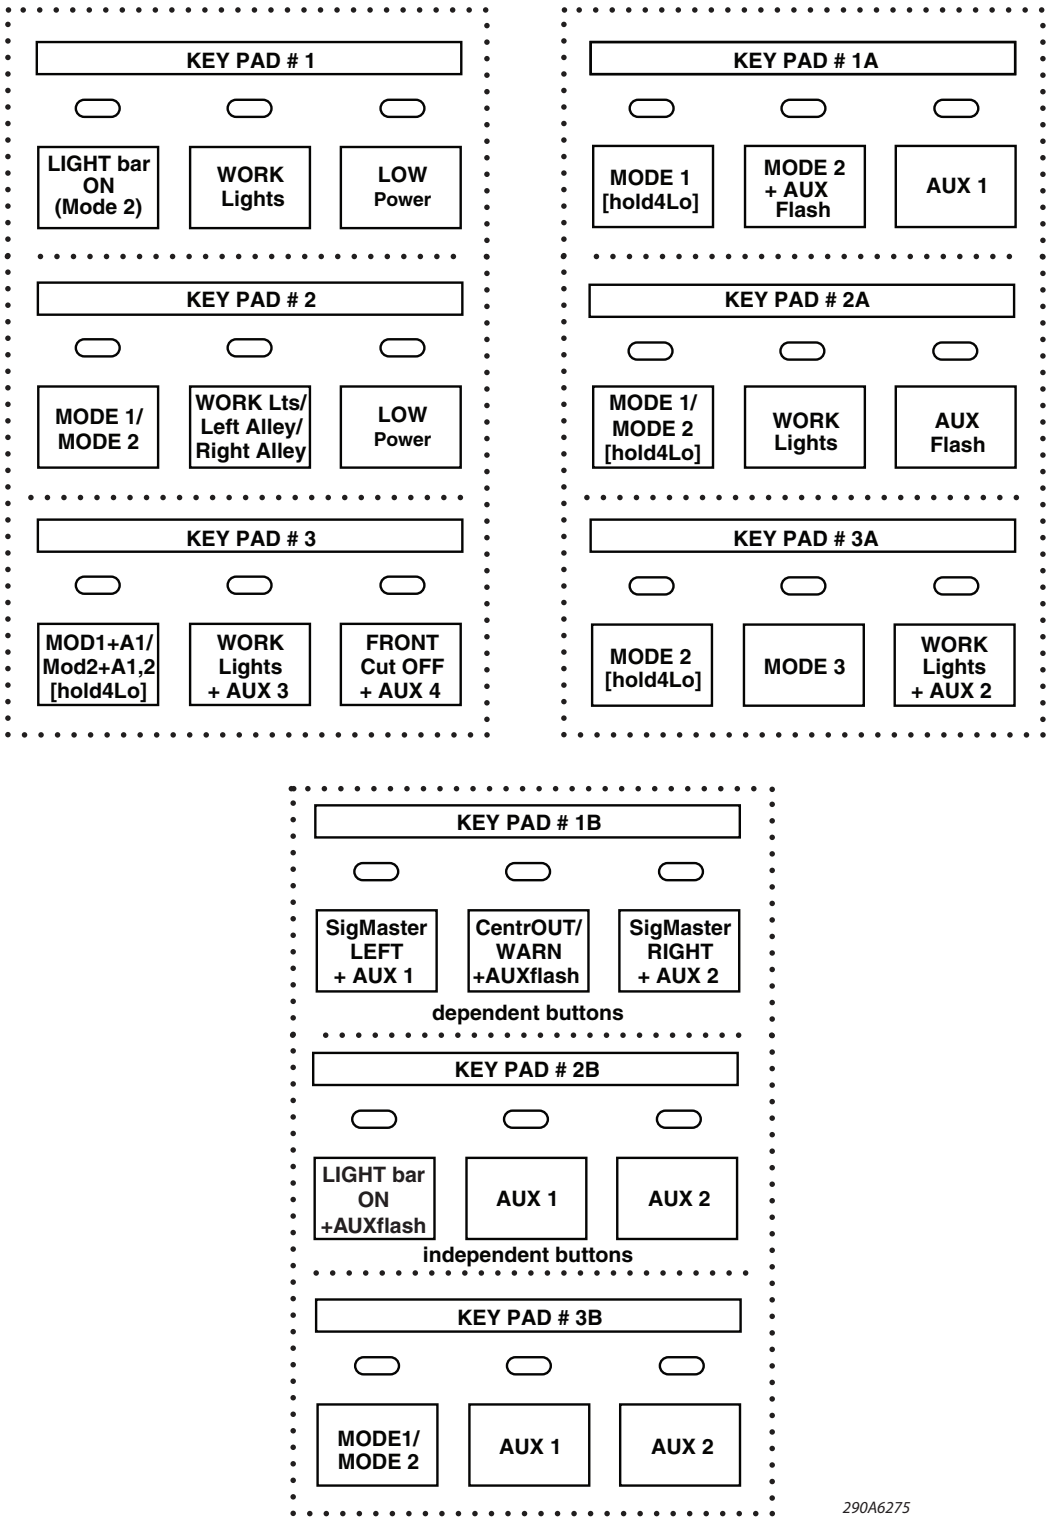 KEY PAD # 1
LIGHT bar
ON
(Mode 2)
WORK
Lights
LOW
Power
KEY PAD # 2
MODE 1/
MODE 2
WORK Lts/
Left Alley/
Right Alley
LOW
Power
KEY PAD # 3
MOD1+A1/
Mod2+A1,2
[hold4Lo]
WORK
Lights
+ AUX 3
FRONT
Cut OFF
+ AUX 4
KEY PAD # 1A
MODE 1
[hold4Lo]
MODE 2
+ AUX
Flash
AUX 1
KEY PAD # 2A
MODE 1/
MODE 2
[hold4Lo]
WORK
Lights
AUX
Flash
KEY PAD # 3A
MODE 2
[hold4Lo]
MODE 3
WORK
Lights
+ AUX 2
KEY PAD # 1B
SigMaster
LEFT
+ AUX 1
CentrOUT/
WARN
+AUXflash
SigMaster
RIGHT
+ AUX 2
dependent buttons
KEY PAD # 2B
LIGHT bar
ON
+AUXflash
AUX 1
AUX 2
independent buttons
KEY PAD # 3B
MODE1/
MODE 2
AUX 1
AUX 2
290A6275